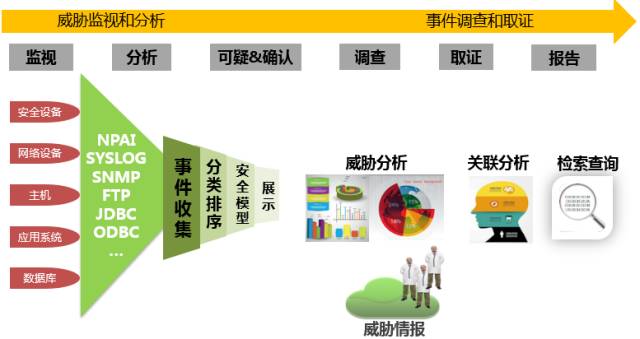 威胁监视和分析
事件调查和取证
监视
分析
可疑&确认
调查
取证
报告
安全设备
网络设备
主机
应用系统
数据库
NPAI
SYSLOG
SNMP
FTP
JDBC
ODBC
...
事件收集
分类排序
安全模型
展示
威胁分析
关联分析
检索查询
威胁情报